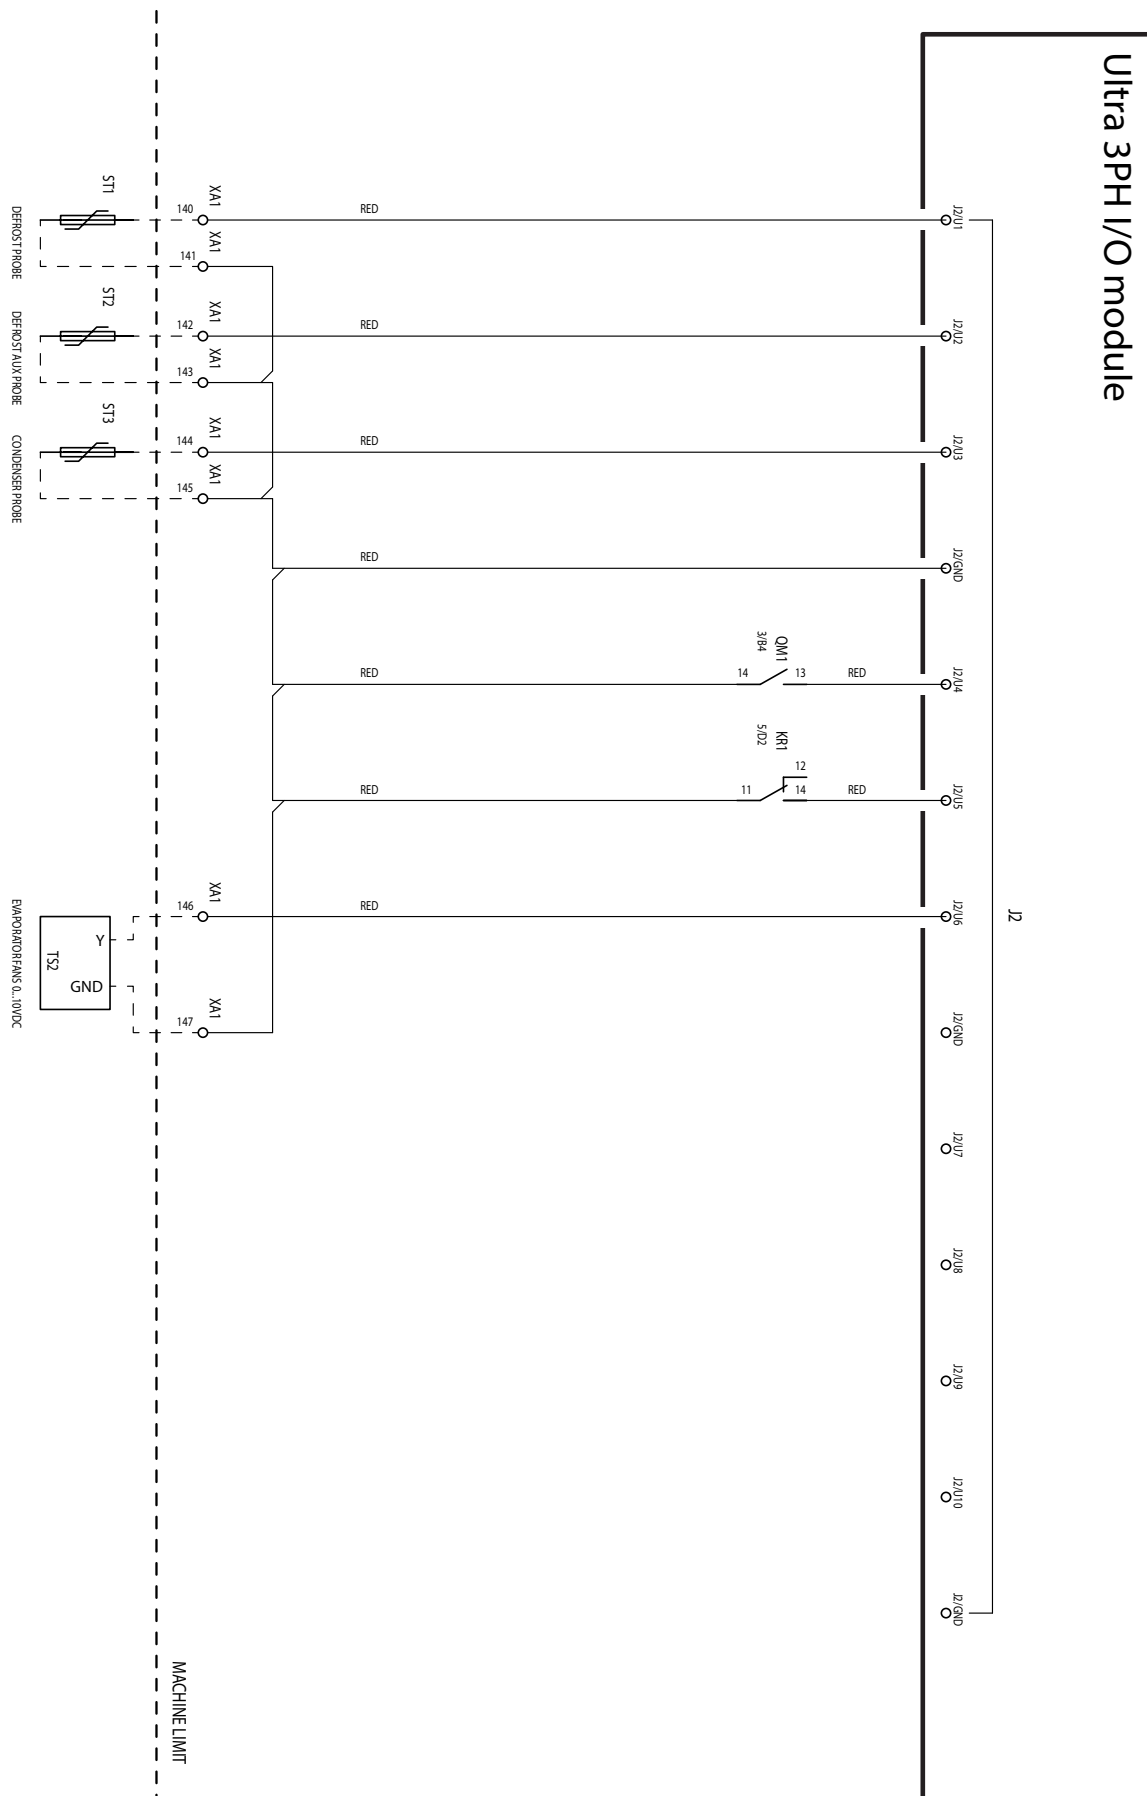 Ultra 3PH I/O module
J2
J2/U1
J2/U2
J2/U3
J2/GND
J2/U4
J2/U5
J2/U6
J2/GND
J2/U7
J2/U8
J2/U9
J2/U10
J2/GND
RED
RED
RED
RED
RED
RED
RED
RED
RED
QM1
3/B4
14
13
KR1
5/D2
12
11
14
XA1
140
XA1
141
XA1
142
XA1
143
XA1
144
XA1
145
XA1
146
XA1
147
MACHINE LIMIT
ST1
DEFROST PROBE
ST2
DEFROST AUX PROBE
ST3
CONDENSER PROBE
Y
GND
TS2
EVAPORATOR FANS 0...10VDC